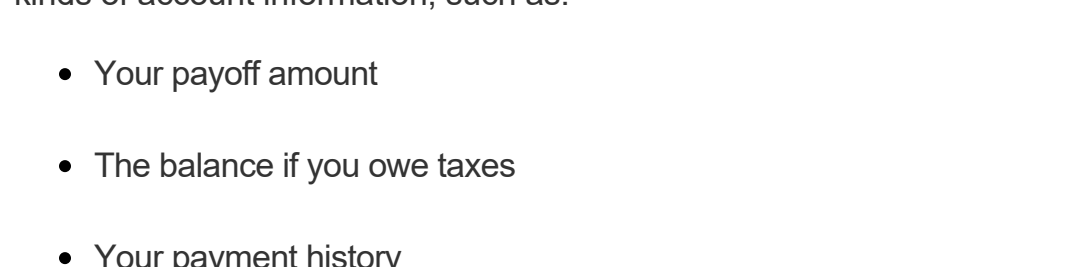 kinds of account information, such as:
Your payoff amount
The balance if you owe taxes
Your payment history